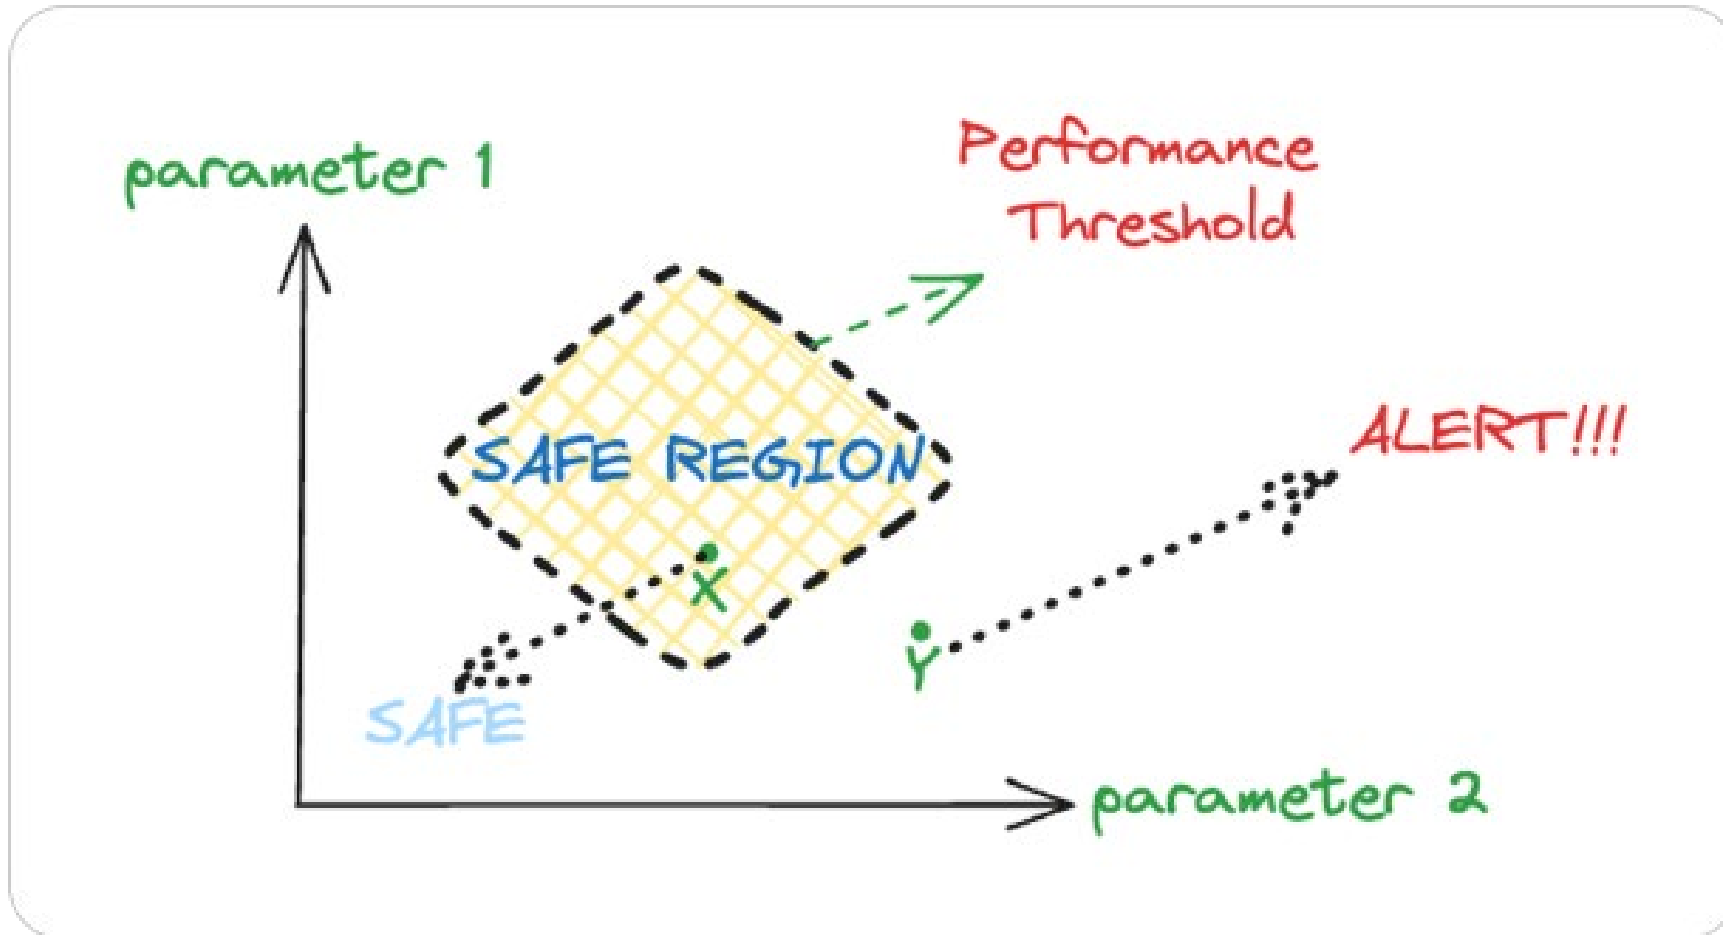 parameter 1
Performance
Threshold
SAFE REGION
ALERT!!!
X
Y
SAFE
parameter 2